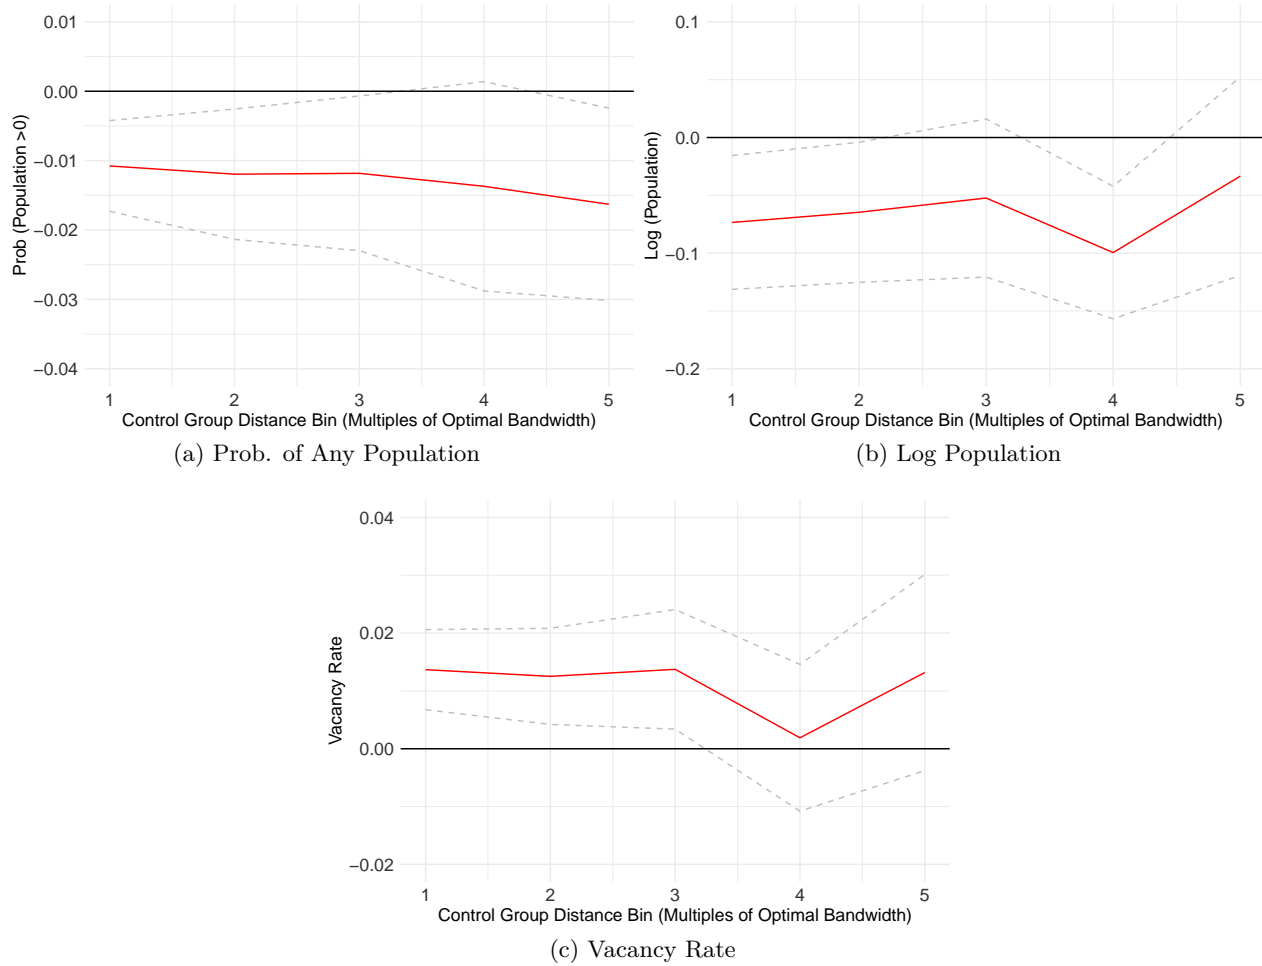 0.01
0.00
−0.01
−0.02
−0.03
−0.04
Prob (Population >0)
1 2 3 4 5
Control Group Distance Bin (Multiples of Optimal Bandwidth)
(a) Prob. of Any Population
0.1
0.0
−0.1
−0.2
Log (Population)
1 2 3 4 5
Control Group Distance Bin (Multiples of Optimal Bandwidth)
(b) Log Population
0.04
0.02
0.00
−0.02
Vacancy Rate
1 2 3 4 5
Control Group Distance Bin (Multiples of Optimal Bandwidth)
(c) Vacancy Rate